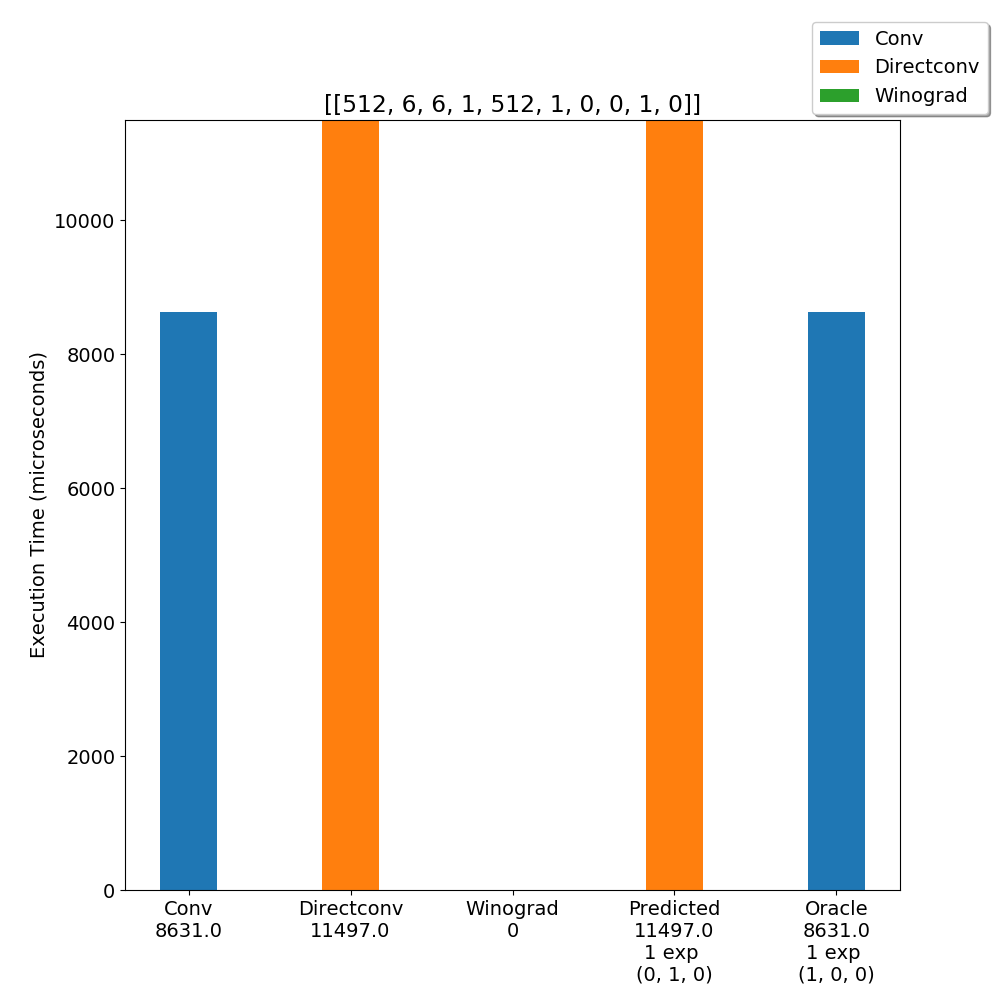 Conv
Directconv
Winograd
[[512, 6, 6, 1, 512, 1, 0, 0, 1, 0]]
Execution Time (microseconds)
10000
8000
6000
4000
2000
0
Conv
8631.0
Directconv
11497.0
Winograd
0
Predicted
11497.0
1 exp
(0, 1, 0)
Oracle
8631.0
1 exp
(1, 0, 0)